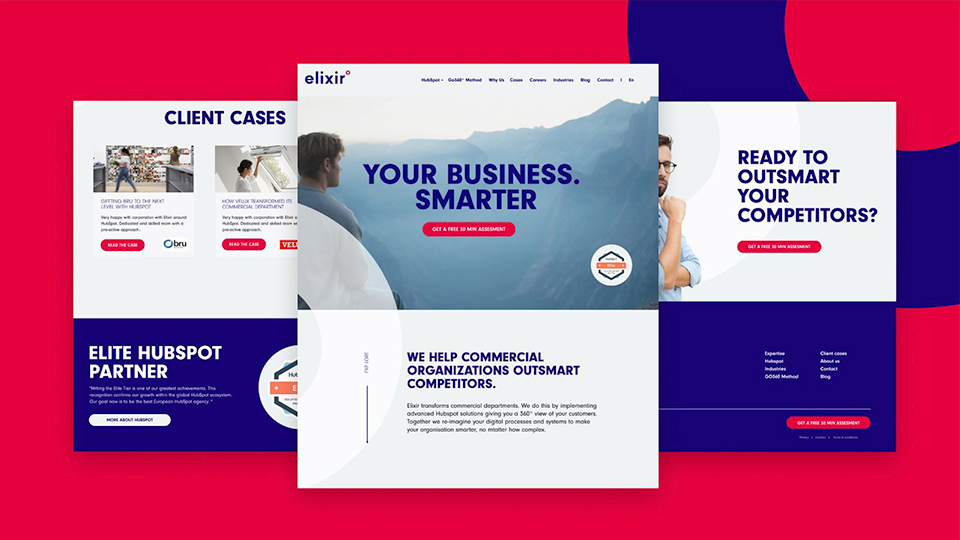 CLIENT CASES
GETTING BRU TO THE NEXT
LEVEL WITH HUBSPOT
Very happy with corporation with Elixir around
HubSpot. Dedicated and skilled team with a
pre-active approach..
READ THE CASE
bru
HOW VELUX TRANSFORMED ITS
COMMERCIAL DEPARTMENT
Very happy with corporation with Elixir
HubSpot. Dedicated and skilled team
pre-active approach..
READ THE CASE
VELU
ELITE HUBSPOT
PARTNER
"Writing the Elite Tier is one of our greatest achievements. This
recognition confirms our growth within the global HubSpot ecosystem.
Our goal now is to be the best European HubSpot agency. "
MORE ABOUT HUBSPOT
elixir
HubSpot Go360° Method Why Us Cases Careers Industries Blog Contact | En
YOUR BUSINESS.
SMARTER
GET A FREE 30 MIN ASSESMENT
Elite
WE HELP COMMERCIAL
ORGANIZATIONS OUTSMART
COMPETITORS.
Elixir transforms commercial departments. We do this by implementing
advanced Hubspot solutions giving you a 360° view of your customers.
Together we re-imagine your digital processes and systems to make
your organisation smarter, no mtatter how complex.
READY TO
OUTSMART
YOUR
COMPETITORS?
GET A FREE 30 MIN ASSESMENT
Expertise
Hubspot
Industries
GO360 Method
Client cases
About us
Contact
Blog
GET A FREE 30 MIN ASSESMENT
Privacy | Cookies | Terms & conditions